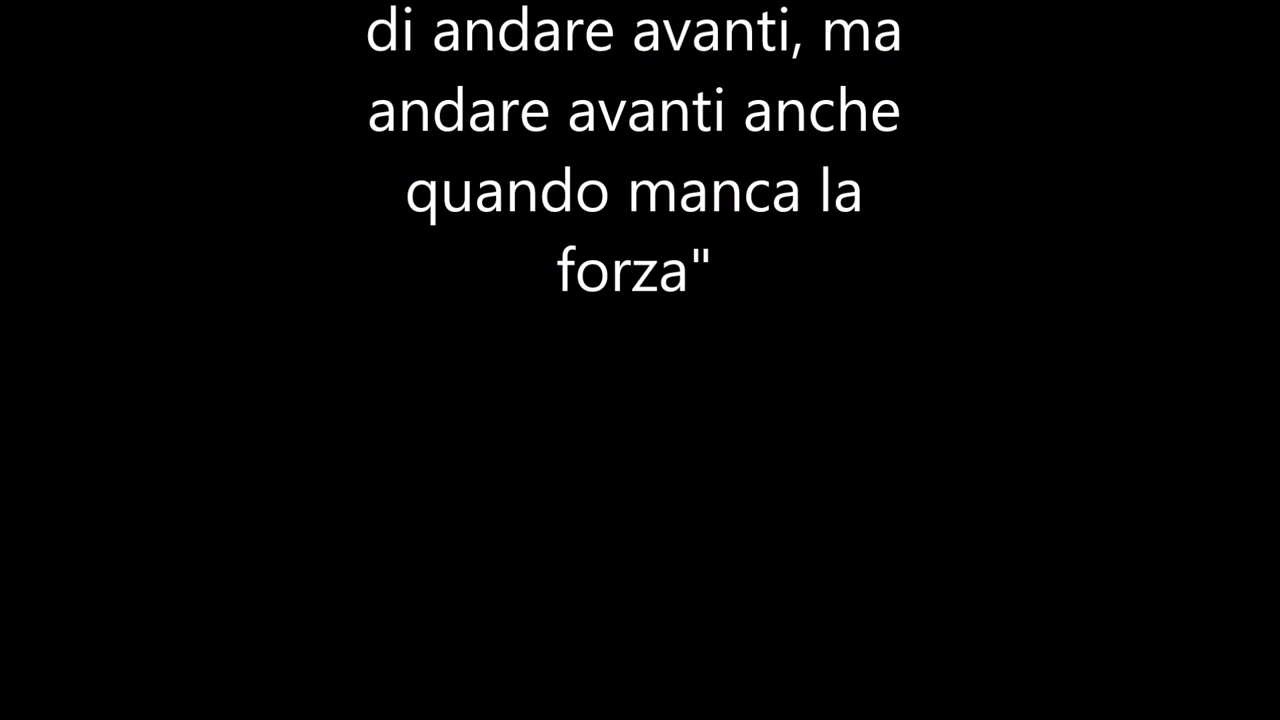 di andare avanti, ma
andare avanti anche
quando manca la
forza"